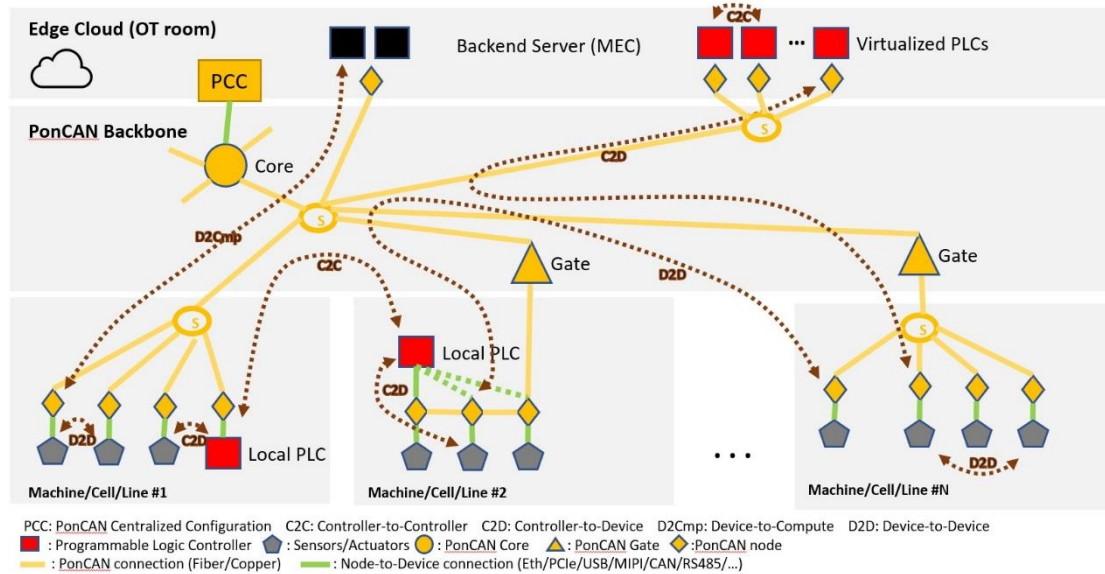 Edge Cloud (OT room)
C2C
Backend Server (MEC)
... Virtualized PLCs
PCC
PonCAN Backbone
S
C2D
Core
S
D2Cmp
C2C
Gate
D2D
Gate
S
S
Local PLC
C2D
D2D
C2D
Local PLC
D2D
...
Machine/Cell/Line #1
Machine/Cell/Line #2
Machine/Cell/Line #N
PCC: PonCAN Centralized Configuration C2C: Controller-to-Controller C2D: Controller-to-Device D2Cmp: Device-to-Compute D2D: Device-to-Device
: Programmable Logic Controller : Sensors/Actuators : PonCAN Core : PonCAN Gate :PonCAN node
: PonCAN connection (Fiber/Copper) : Node-to-Device connection (Eth/PCIe/USB/MIPI/CAN/RS485/...)